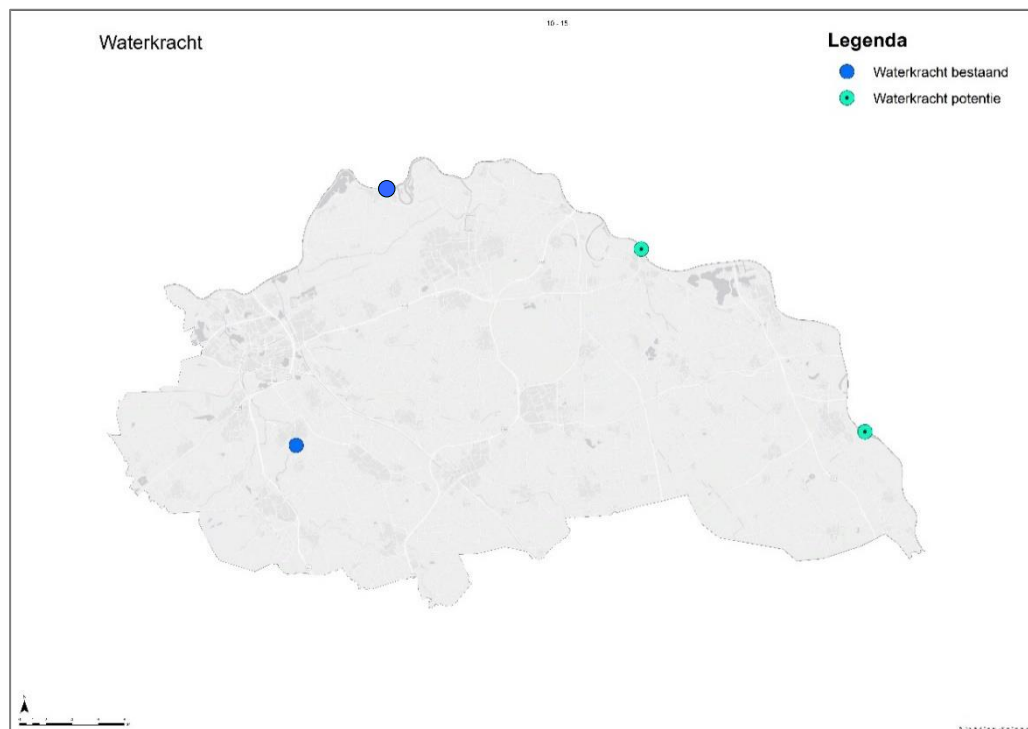 10 - 15
Waterkracht
Legenda
Waterkracht bestaand
Waterkracht potentie